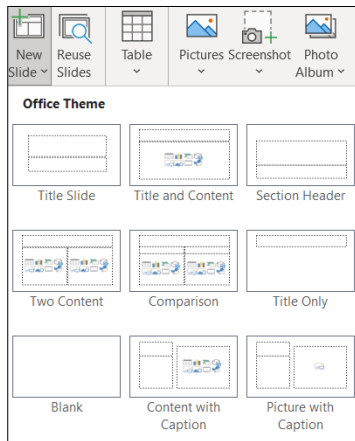 New Slide
Reuse Slides
Table
Pictures
Screenshot
Photo Album
Office Theme
Title Slide
Title and Content
Section Header
Two Content
Comparison
Title Only
Blank
Content with Caption
Picture with Caption